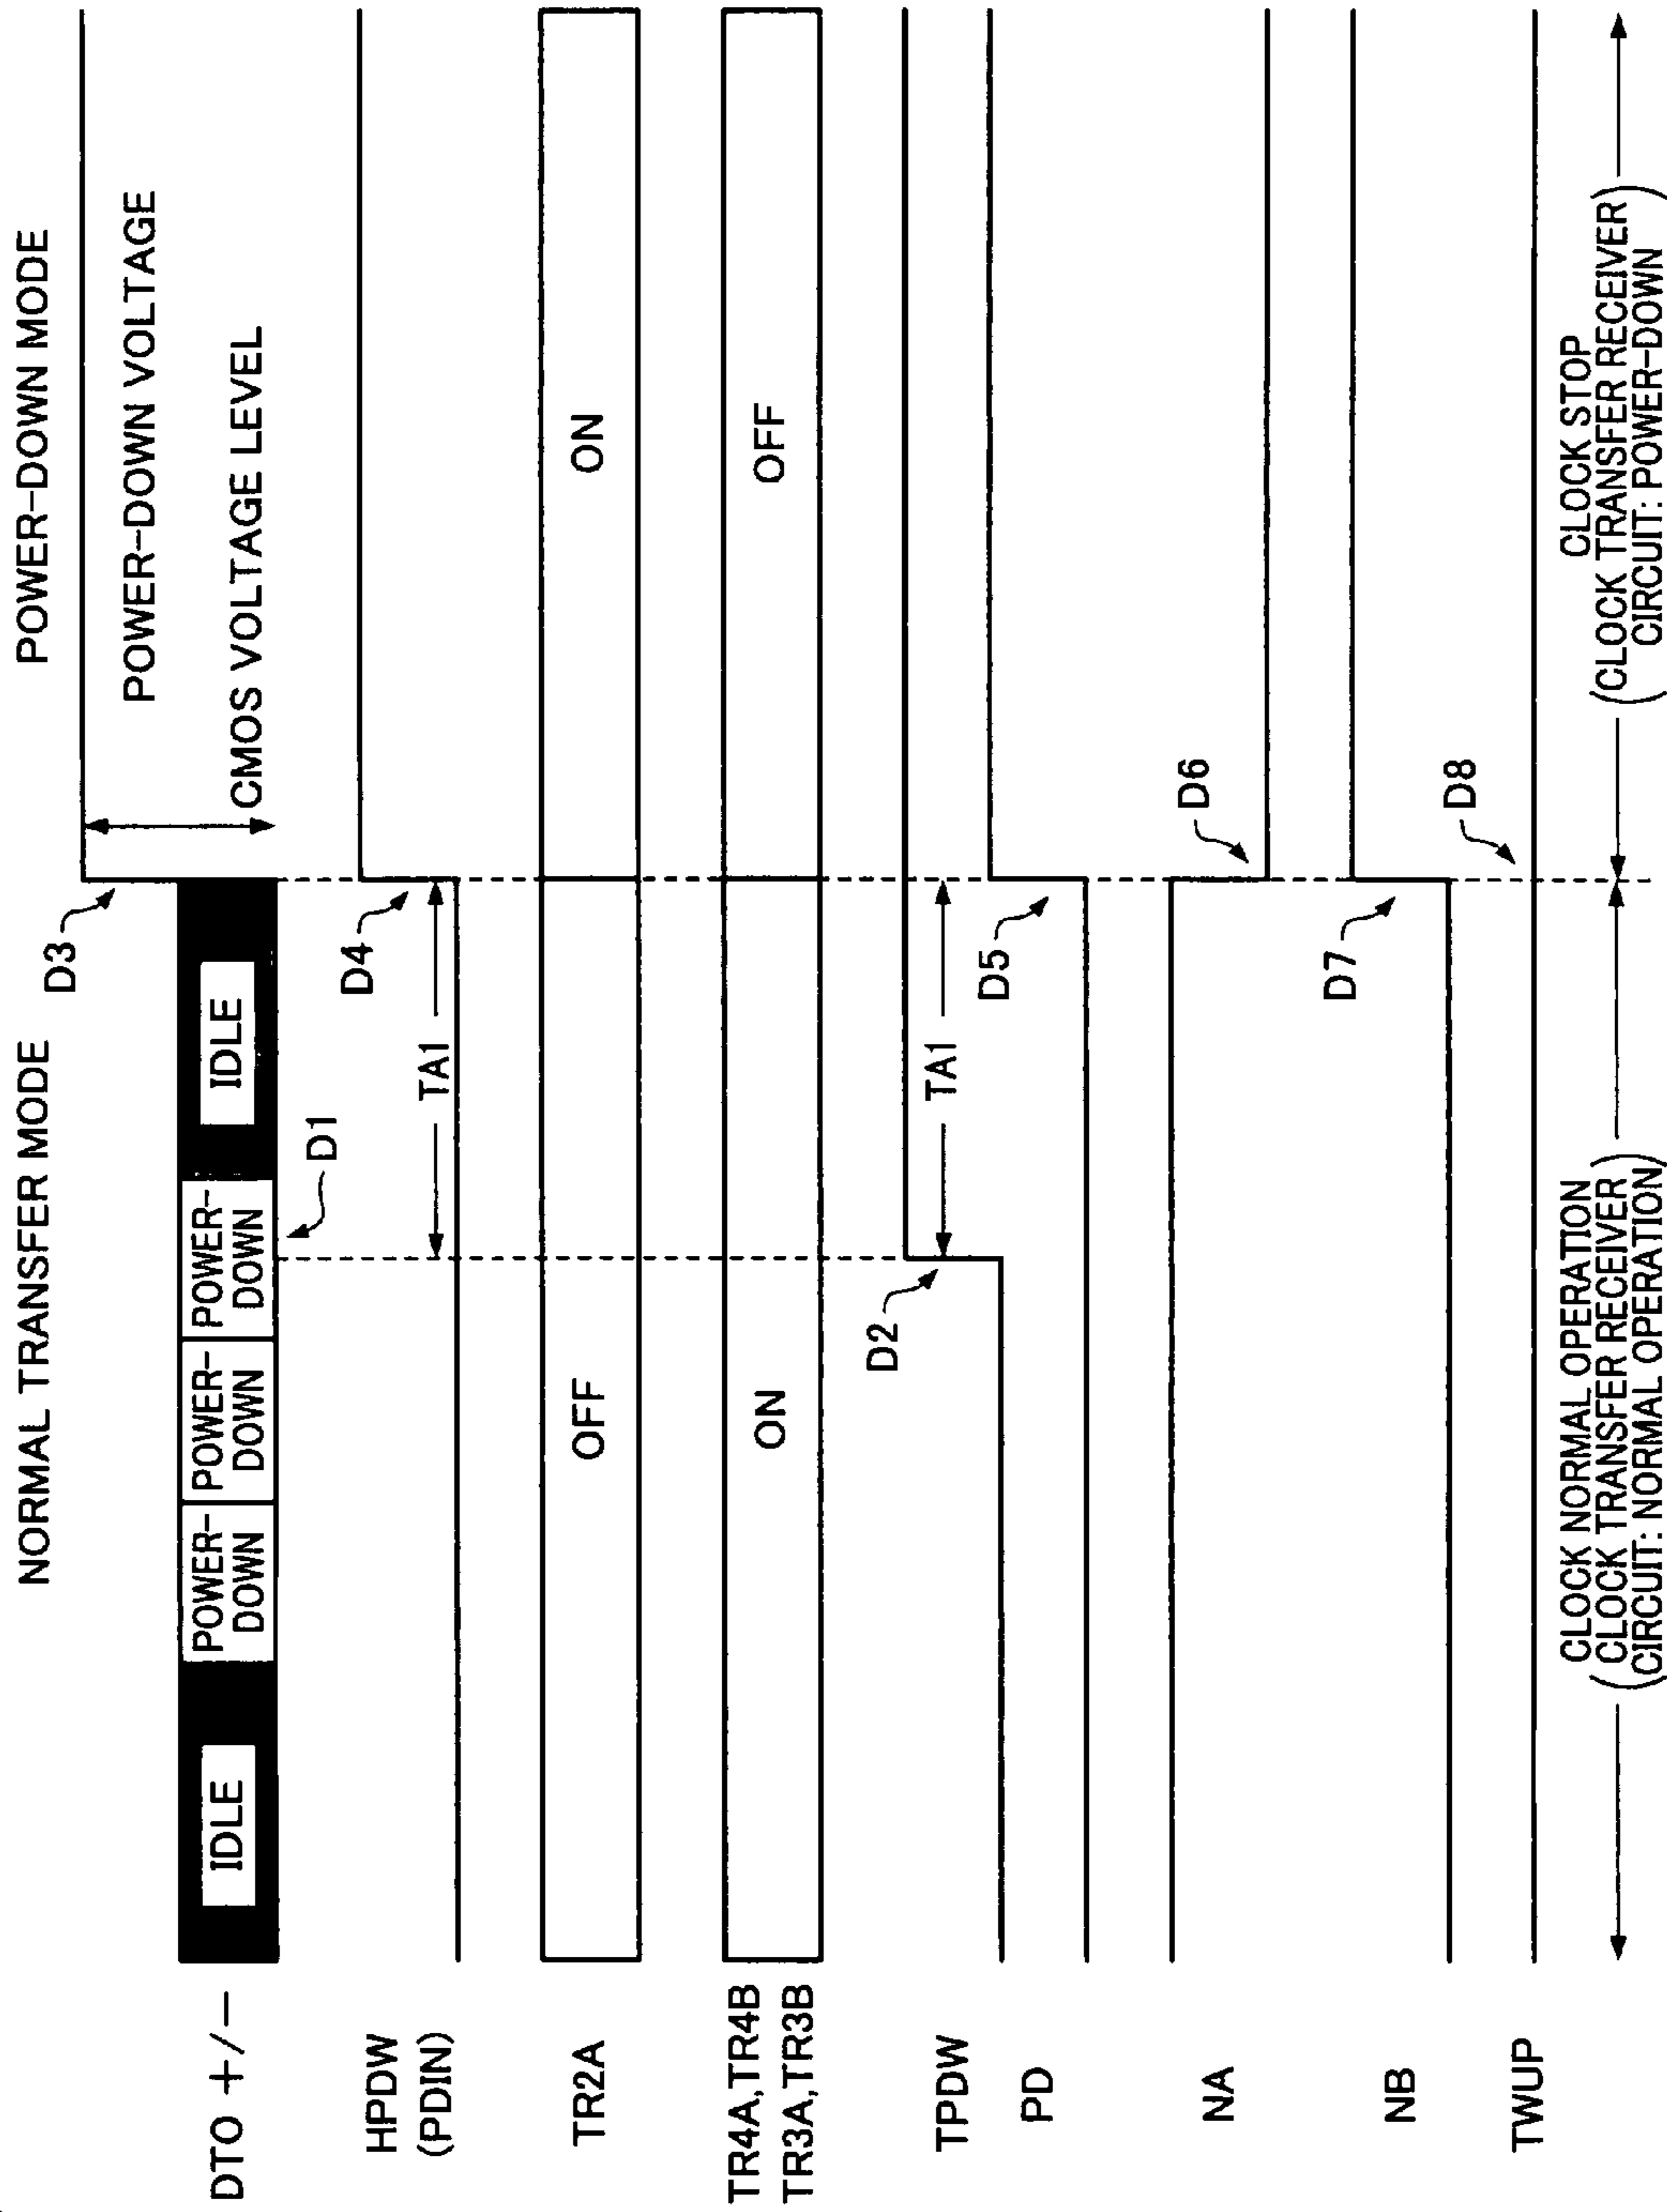 NORMAL TRANSFER MODE
POWER-DOWN MODE
D3
POWER-DOWN VOLTAGE
CMOS VOLTAGE LEVEL
DTO +/−
IDLE
POWER-
DOWN
POWER-
DOWN
POWER-
DOWN
IDLE
D1
HPDW
(PDIN)
TA1
D4
TR2A
OFF
ON
TR4A,TR4B
TR3A,TR3B
ON
OFF
TPDW
D2
TA1
PD
D5
NA
D6
NB
D7
TWUP
D8
CLOCK NORMAL OPERATION
(CLOCK TRANSFER RECEIVER)
(CIRCUIT: NORMAL OPERATION)
CLOCK STOP
(CLOCK TRANSFER RECEIVER)
(CIRCUIT: POWER-DOWN)